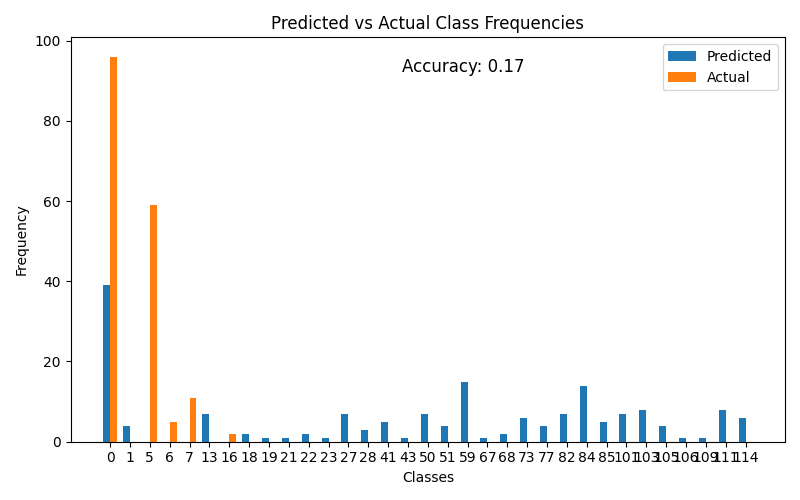 Predicted vs Actual Class Frequencies
Accuracy: 0.17
Predicted
Actual
Frequency
100
80
60
40
20
0
0 1 5 6 7 13 16 18 19 21 22 23 27 28 41 43 50 51 59 67 68 73 77 82 84 85 101 103 105 106 109 111 114
Classes